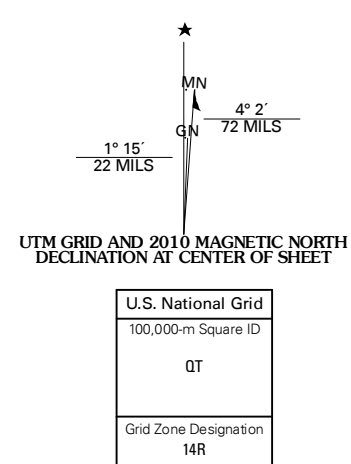 MN
GN
4° 2´
72 MILS
1° 15´
22 MILS
UTM GRID AND 2010 MAGNETIC NORTH
DECLINATION AT CENTER OF SHEET
U.S. National Grid
100,000-m Square ID
QT
Grid Zone Designation
14R